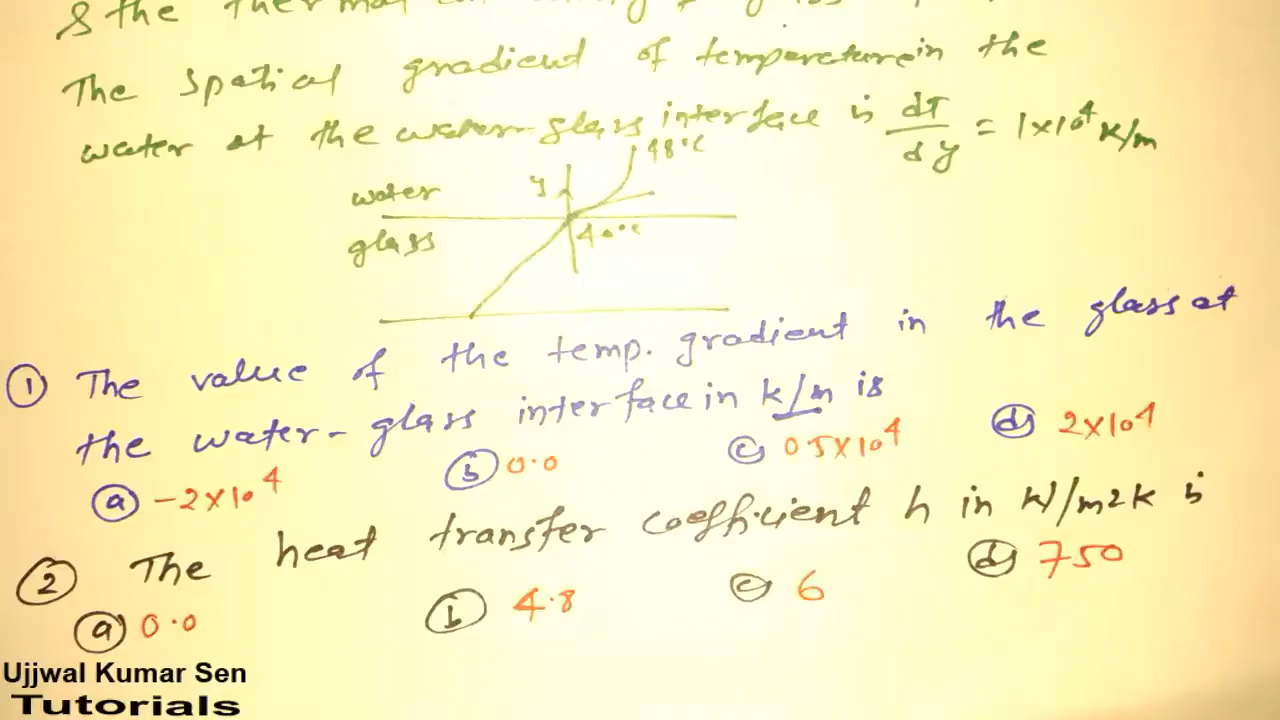 & the
The spatial gradient of temperature in the
water at the water-glass interface is dT/dy = 1×10⁴ K/m
48°C
water
y
glass
40°C
① The value of the temp. gradient in the glass at
the water-glass interface in k/m is
ⓐ -2×10⁴ ⓑ 0.0 ⓒ 0.5×10⁴ ⓓ 2×10⁴
② The heat transfer coefficient h in kW/m2k is
ⓐ 0.0 ⓑ 4.8 ⓒ 6 ⓓ 750
Ujjwal Kumar Sen
Tutorials